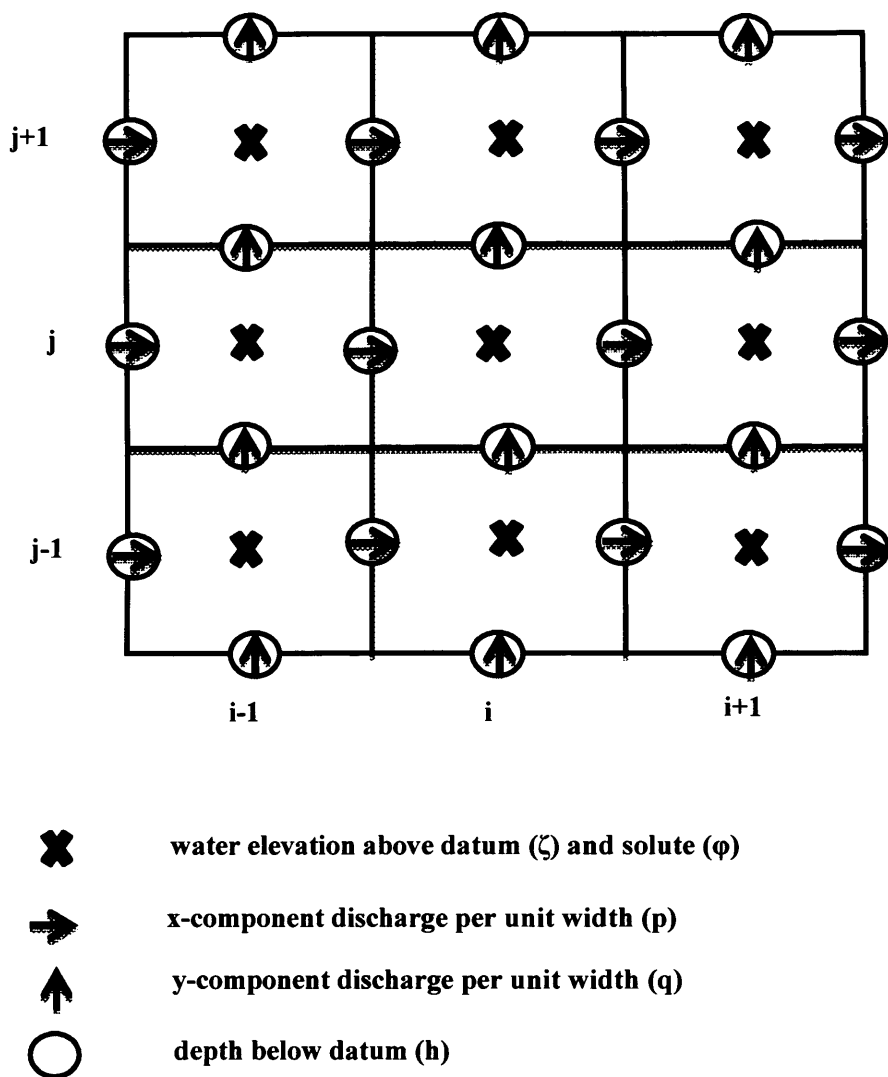 j+1
j
j-1
i-1 i i+1
water elevation above datum (ζ) and solute (φ)
x-component discharge per unit width (p)
y-component discharge per unit width (q)
depth below datum (h)